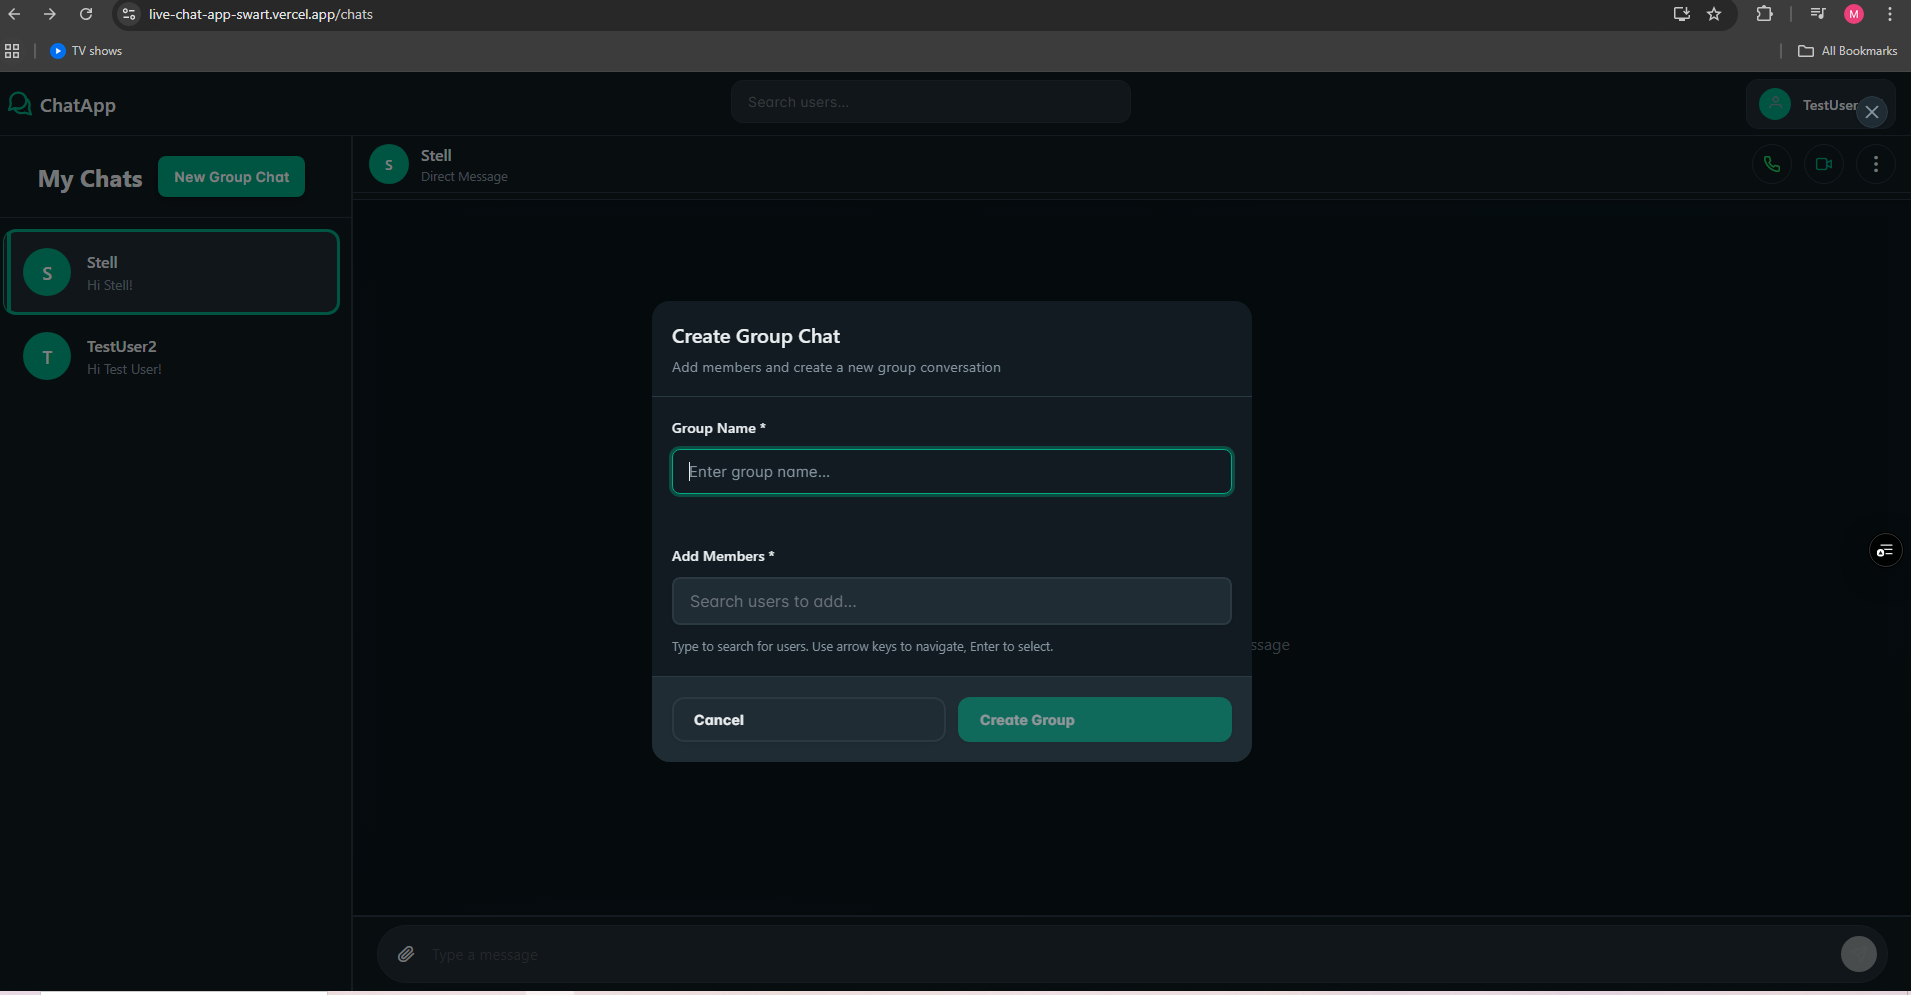 live-chat-app-swart.vercel.app/chats
M
TV shows
All Bookmarks
ChatApp
Search users...
TestUser
My Chats
New Group Chat
S
Stell
Direct Message
S
Stell
Hi Stell!
T
TestUser2
Hi Test User!
Create Group Chat
Add members and create a new group conversation
Group Name *
Enter group name...
Add Members *
Search users to add...
Type to search for users. Use arrow keys to navigate, Enter to select.
ssage
Cancel
Create Group
Type a message